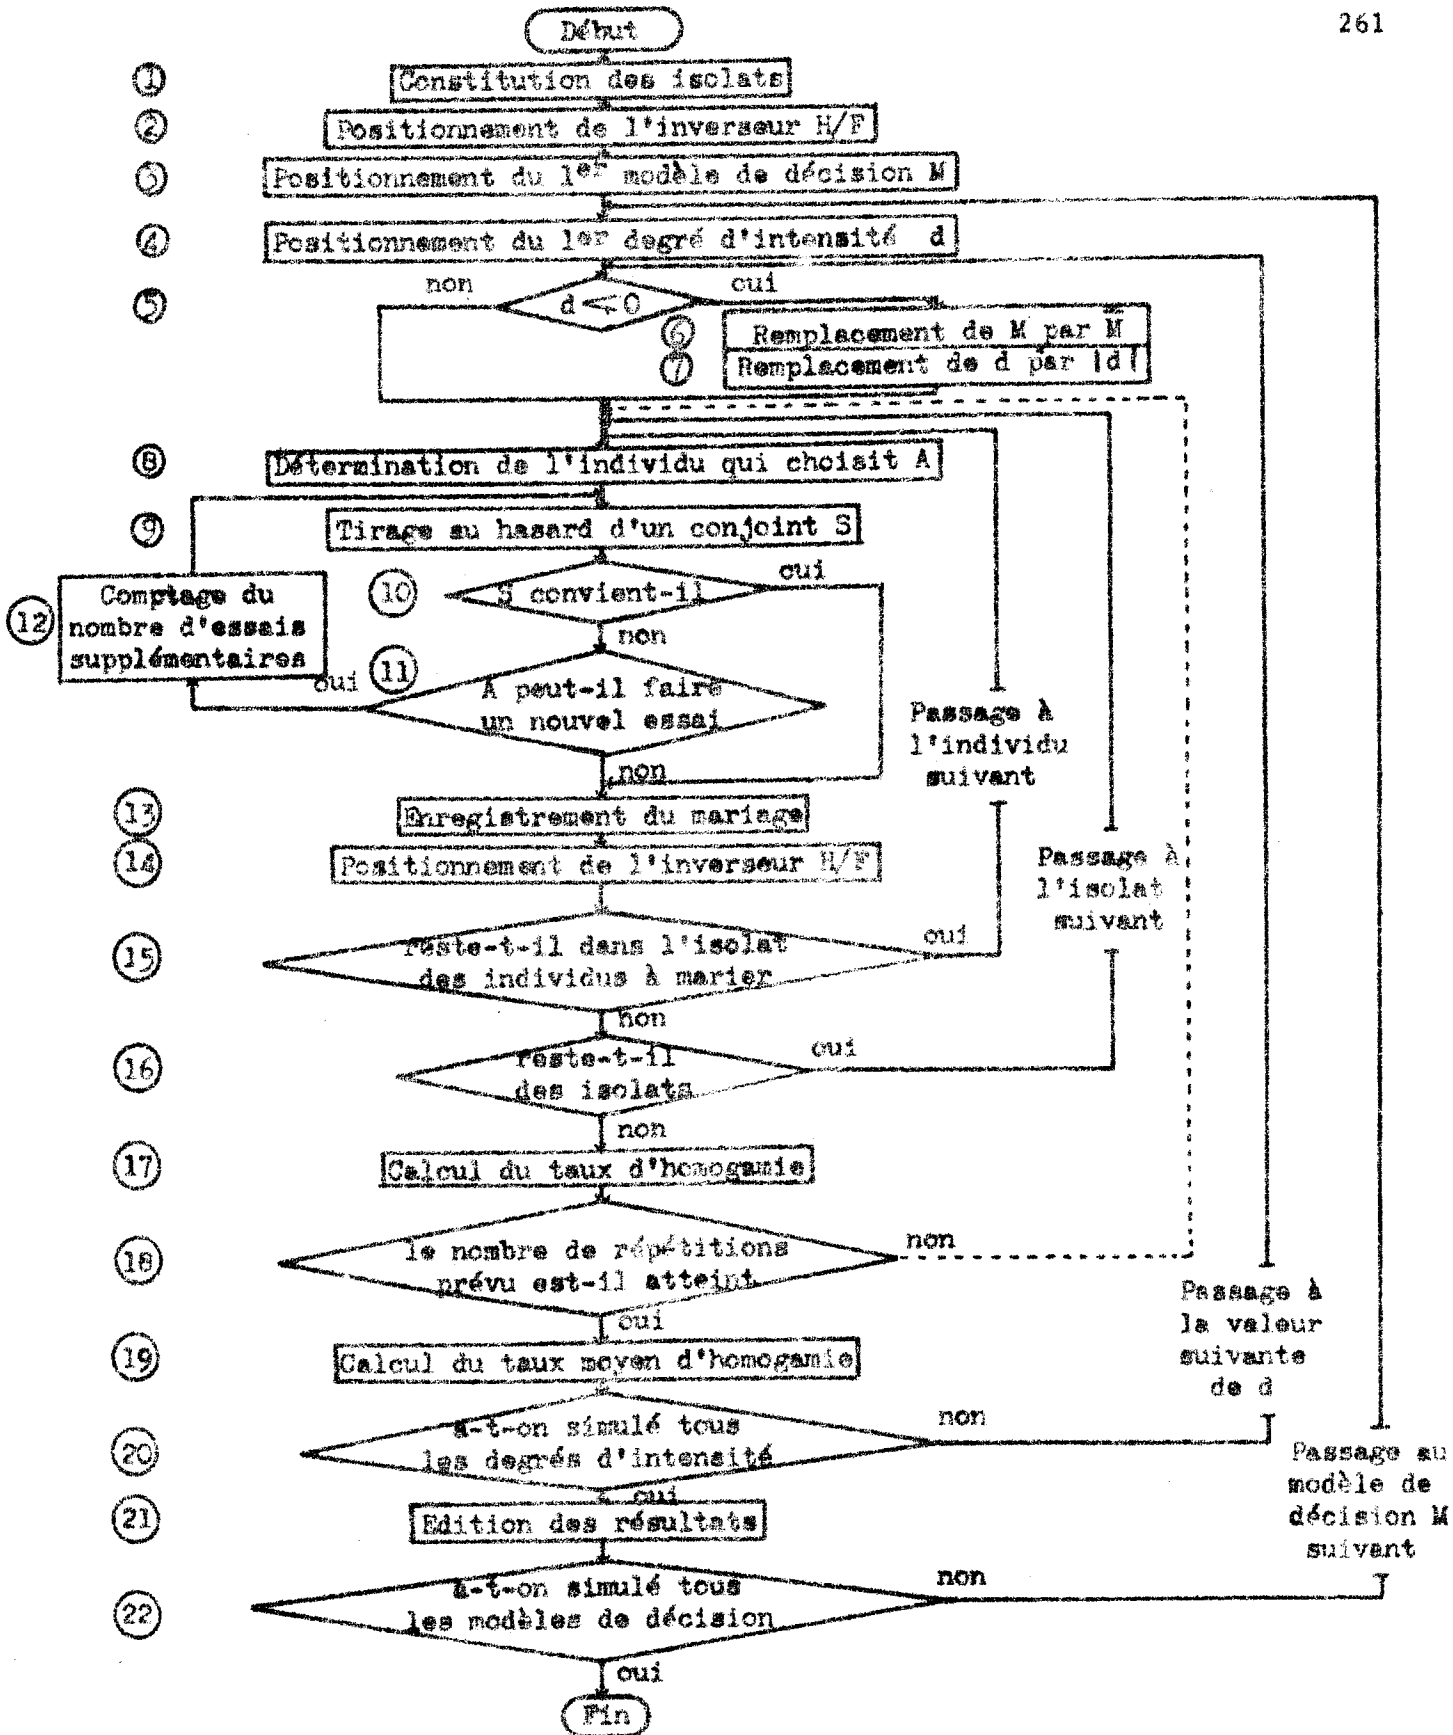 261
Début
① Constitution des isolats
② Positionnement de l'inverseur H/F
③ Positionnement du 1er modèle de décision M
④ Positionnement du 1er degré d'intensité d
non
oui
⑤ d < 0
⑥ Remplacement de M par M̅
⑦ Remplacement de d par |d|
⑧ Détermination de l'individu qui choisit A
⑨ Tirage au hasard d'un conjoint S
⑩ S convient-il
oui
non
⑫ Comptage du
nombre d'essais
supplémentaires
oui
⑪ A peut-il faire
un nouvel essai
non
Passage à
l'individu
suivant
⑬ Enregistrement du mariage
⑭ Positionnement de l'inverseur H/F
Passage à
l'isolat
suivant
⑮ reste-t-il dans l'isolat
des individus à marier
oui
non
⑯ reste-t-il
des isolats
oui
non
⑰ Calcul du taux d'homogamie
⑱ le nombre de répétitions
prévu est-il atteint
non
oui
Passage à
la valeur
suivante
de d
⑲ Calcul du taux moyen d'homogamie
⑳ a-t-on simulé tous
les degrés d'intensité
non
oui
Passage au
modèle de
décision M
suivant
㉑ Edition des résultats
㉒ a-t-on simulé tous
les modèles de décision
non
oui
Fin